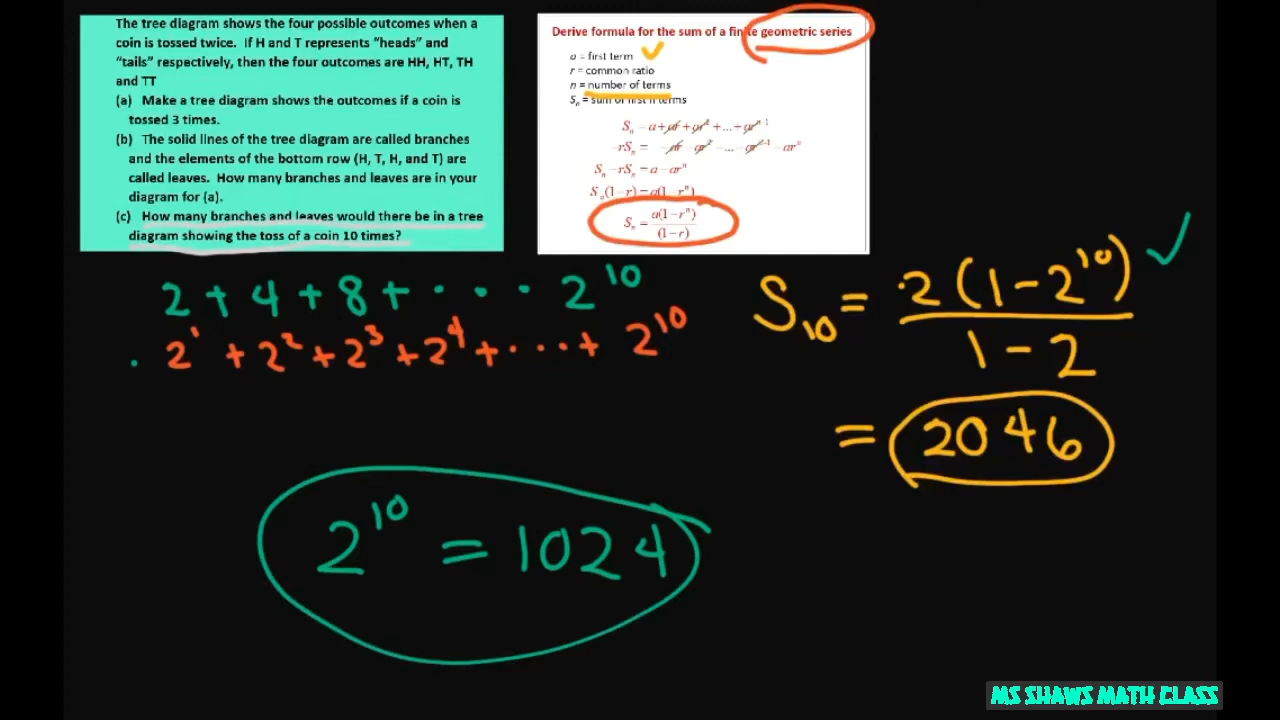 The tree diagram shows the four possible outcomes when a
coin is tossed twice. If H and T represents “heads” and
“tails” respectively, then the four outcomes are HH, HT, TH
and TT
(a) Make a tree diagram shows the outcomes if a coin is
tossed 3 times.
(b) The solid lines of the tree diagram are called branches
and the elements of the bottom row (H, T, H, and T) are
called leaves. How many branches and leaves are in your
diagram for (a).
(c) How many branches and leaves would there be in a tree
diagram showing the toss of a coin 10 times?
Derive formula for the sum of a finite geometric series
a = first term
r = common ratio
n = number of terms
Sₙ = sum of first n terms
Sₙ = a + ar + ar² + ... + arⁿ⁻¹
-rSₙ = -ar - ar² - ... - arⁿ⁻¹ - arⁿ
Sₙ - rSₙ = a - arⁿ
Sₙ(1-r) = a(1-rⁿ)
Sₙ = a(1-rⁿ)/(1-r)
2 + 4 + 8 + · · · 2¹⁰
2¹ + 2² + 2³ + 2⁴ + · · · + 2¹⁰
S₁₀ = 2(1-2¹⁰)/1-2
= 2046
2¹⁰ = 1024
MS SHAWS MATH CLASS